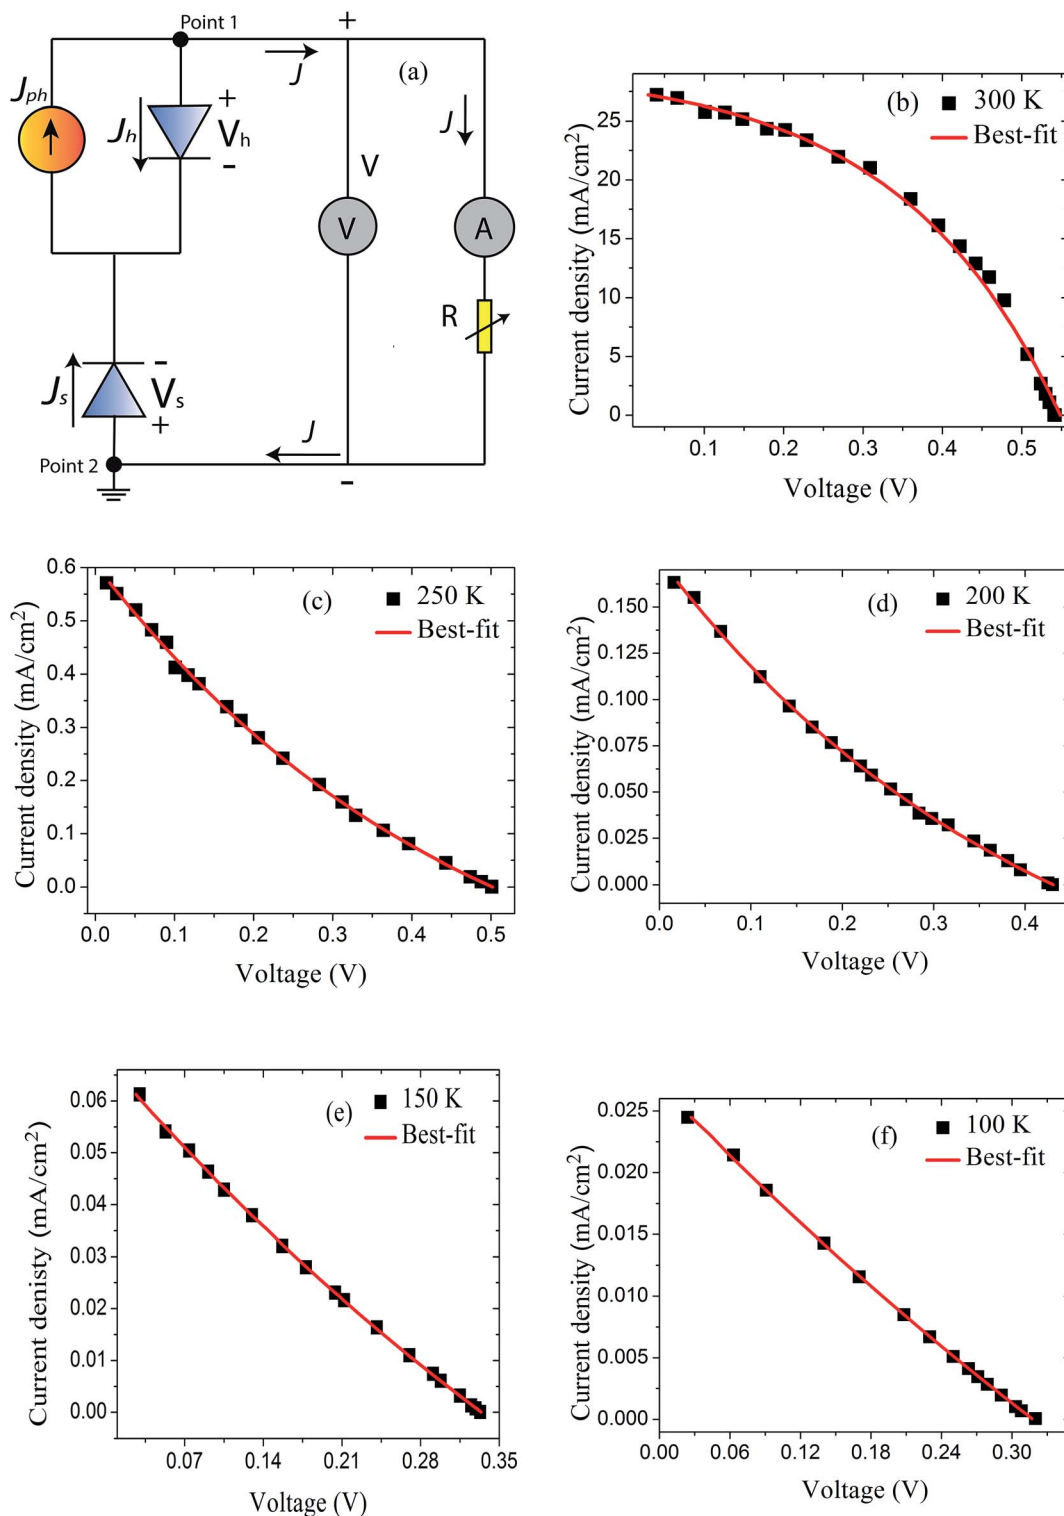 Point 1
+
J
(a)
J_ph
J_h
+
V_h
-
J
V
V
A
R
J_s
-
V_s
+
J
Point 2
-
(b)
300 K
Best-fit
Current density (mA/cm²)
25
20
15
10
5
0
0.1 0.2 0.3 0.4 0.5
Voltage (V)
(c)
250 K
Best-fit
Current density (mA/cm²)
0.6
0.5
0.4
0.3
0.2
0.1
0.0
0.0 0.1 0.2 0.3 0.4 0.5
Voltage (V)
(d)
200 K
Best-fit
Current density (mA/cm²)
0.150
0.125
0.100
0.075
0.050
0.025
0.000
0.0 0.1 0.2 0.3 0.4
Voltage (V)
(e)
150 K
Best-fit
Current denisty (mA/cm²)
0.06
0.05
0.04
0.03
0.02
0.01
0.00
0.07 0.14 0.21 0.28 0.35
Voltage (V)
(f)
100 K
Best-fit
Current density (mA/cm²)
0.025
0.020
0.015
0.010
0.005
0.000
0.00 0.06 0.12 0.18 0.24 0.30
Voltage (V)